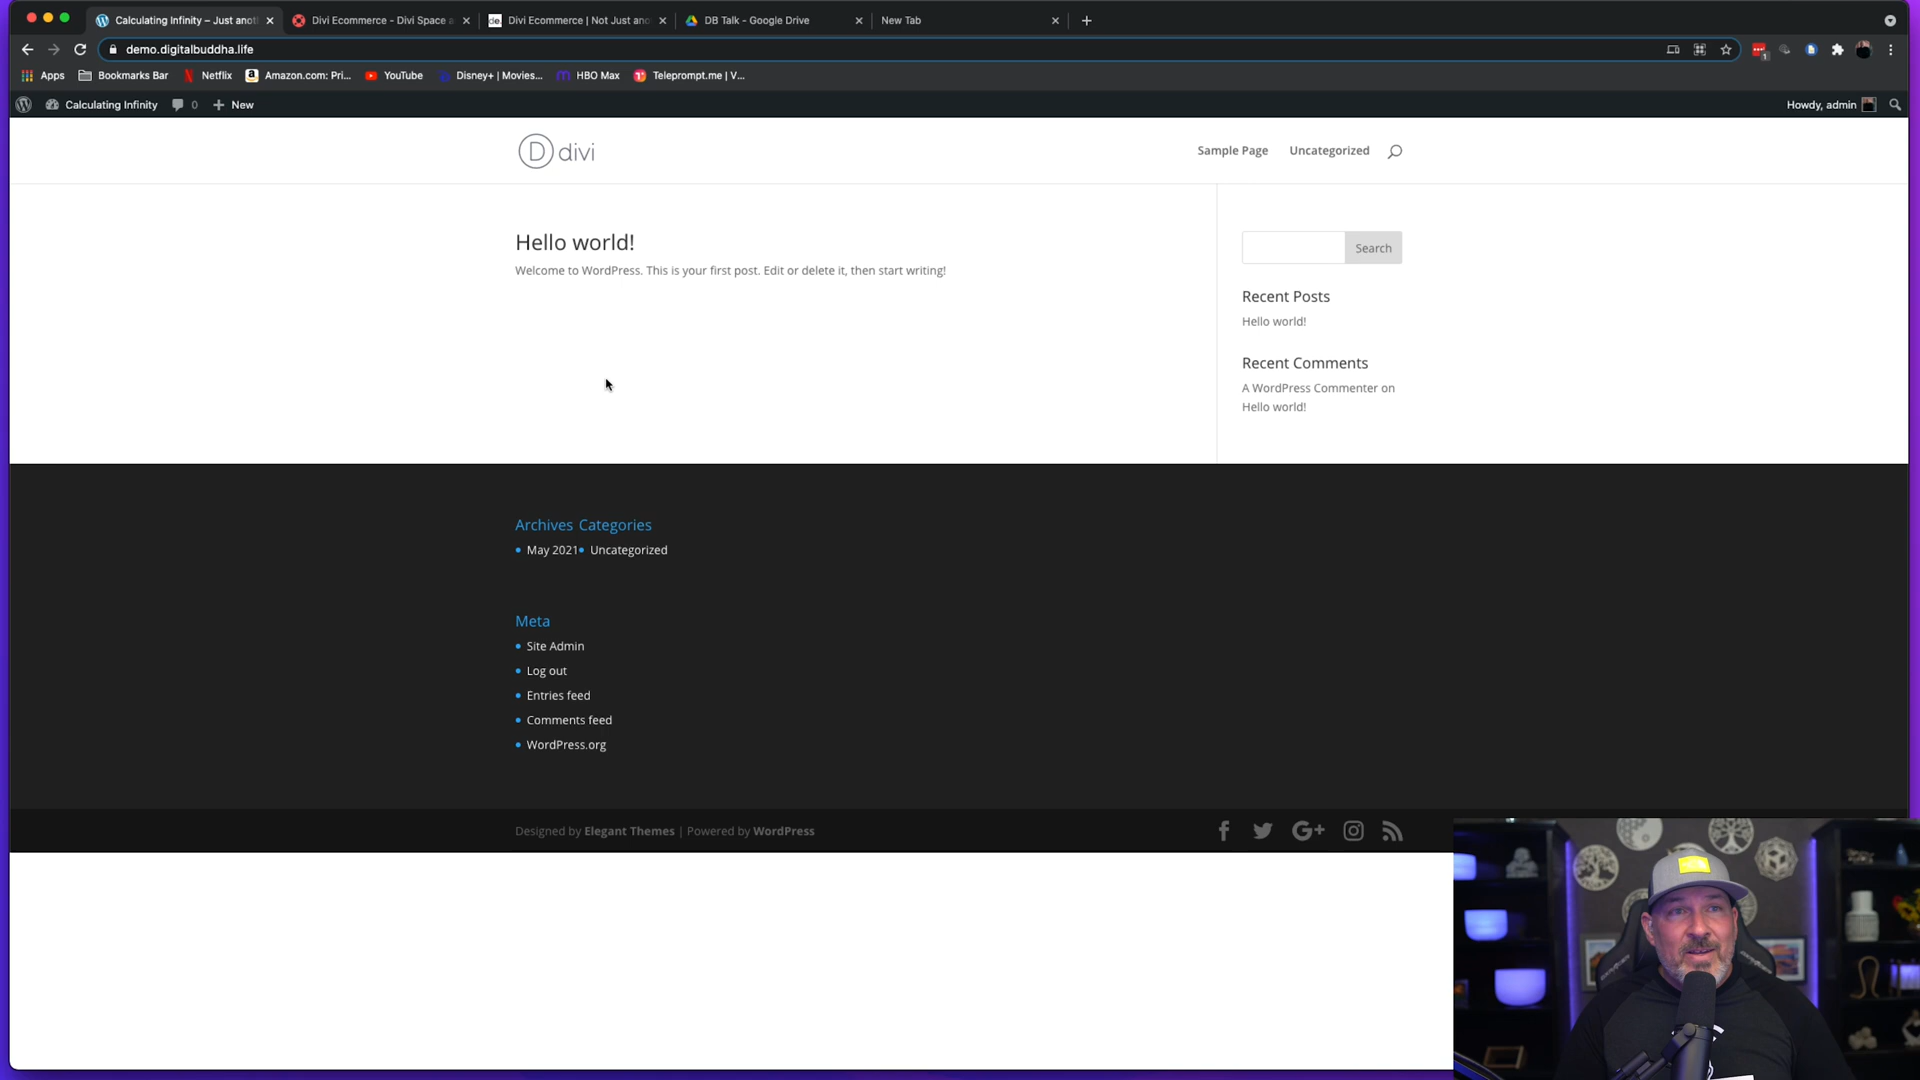 Calculating Infinity – Just anot
Divi Ecommerce - Divi Space a
de. Divi Ecommerce | Not Just an
DB Talk - Google Drive
New Tab
demo.digitalbuddha.life
Apps
Bookmarks Bar
Netflix
Amazon.com: Pri...
YouTube
Disney+ | Movies...
HBO Max
Teleprompt.me | V...
Calculating Infinity
0
New
Howdy, admin
D divi
Sample Page
Uncategorized
Hello world!
Welcome to WordPress. This is your first post. Edit or delete it, then start writing!
Search
Recent Posts
Hello world!
Recent Comments
A WordPress Commenter on
Hello world!
Archives Categories
May 2021
Uncategorized
Meta
Site Admin
Log out
Entries feed
Comments feed
WordPress.org
Designed by Elegant Themes | Powered by WordPress